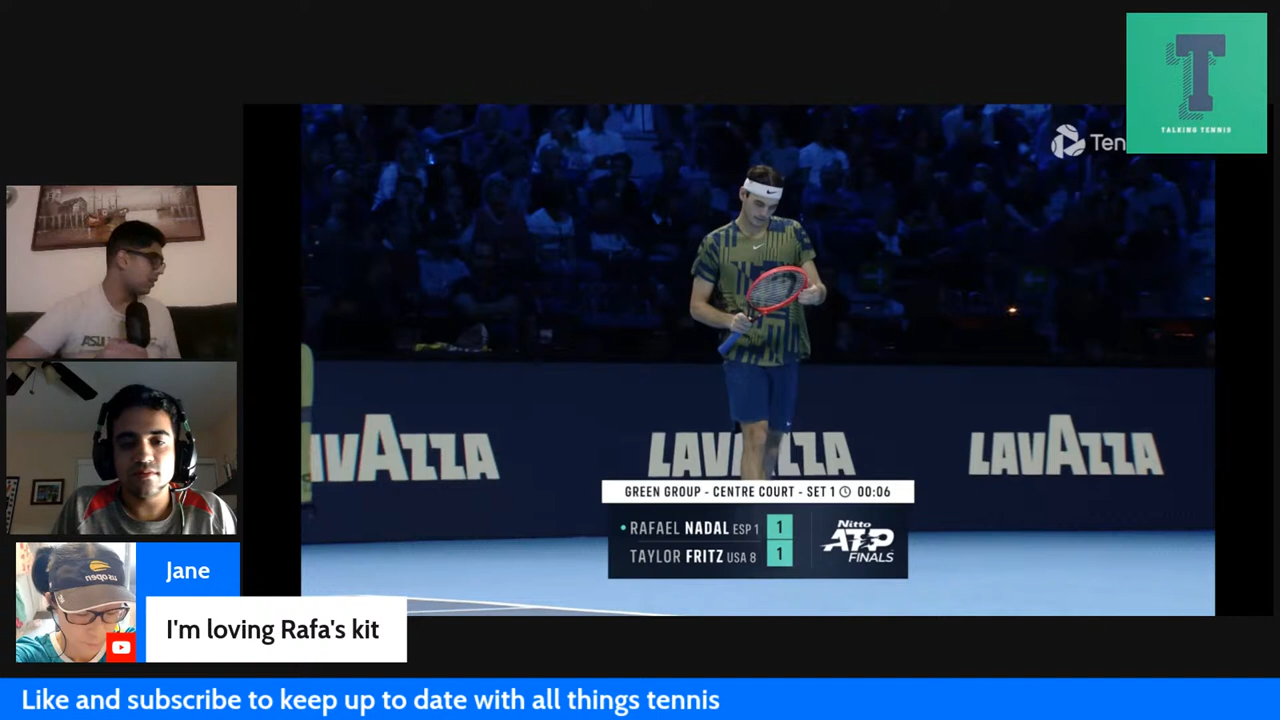 T
TALKING TENNIS
Ten
LAVAZZA
LAVAZZA
LAVAZZA
GREEN GROUP - CENTRE COURT - SET 1 00:06
RAFAEL NADAL ESP 1 1
TAYLOR FRITZ USA 8 1
Nitto
ATP
FINALS
us open
Jane
I'm loving Rafa's kit
Like and subscribe to keep up to date with all things tennis